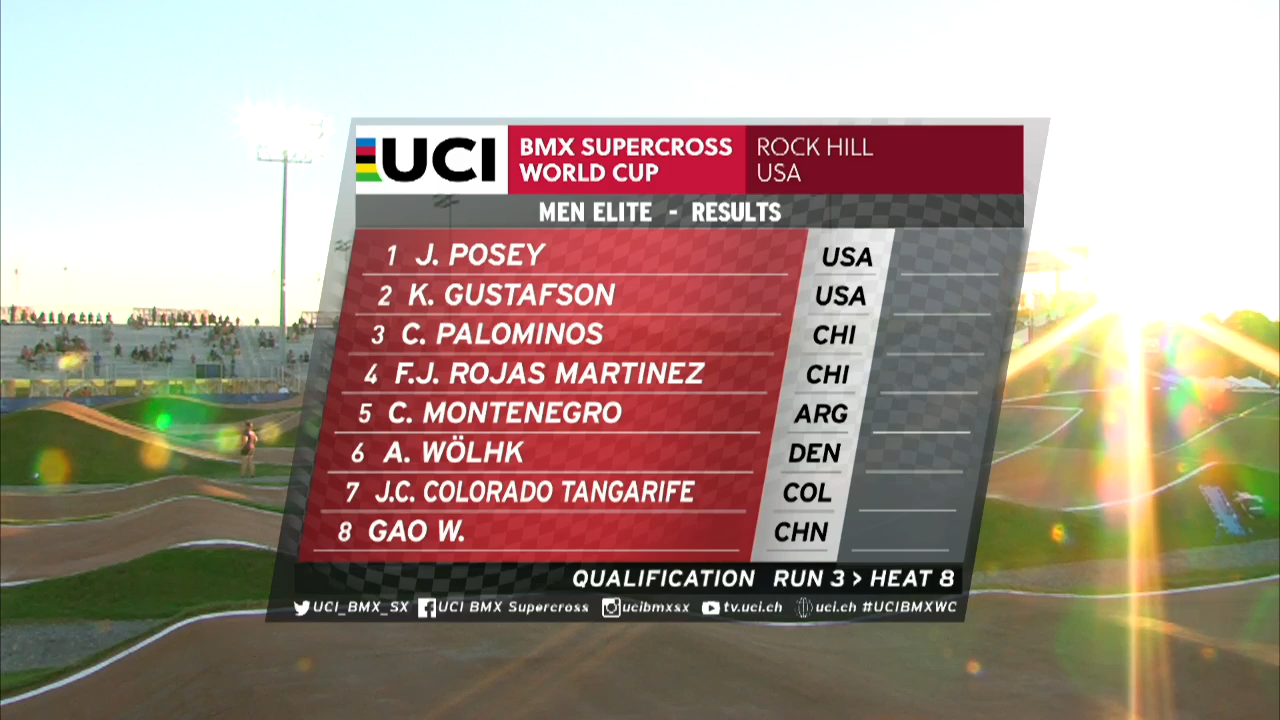 UCI
BMX SUPERCROSS
WORLD CUP
ROCK HILL
USA
MEN ELITE - RESULTS
1 J. POSEY USA
2 K. GUSTAFSON USA
3 C. PALOMINOS CHI
4 F.J. ROJAS MARTINEZ CHI
5 C. MONTENEGRO ARG
6 A. WÖLHK DEN
7 J.C. COLORADO TANGARIFE COL
8 GAO W. CHN
QUALIFICATION RUN 3 > HEAT 8
UCI_BMX_SX UCI BMX Supercross ucibmxsx tv.uci.ch uci.ch #UCIBMXWC